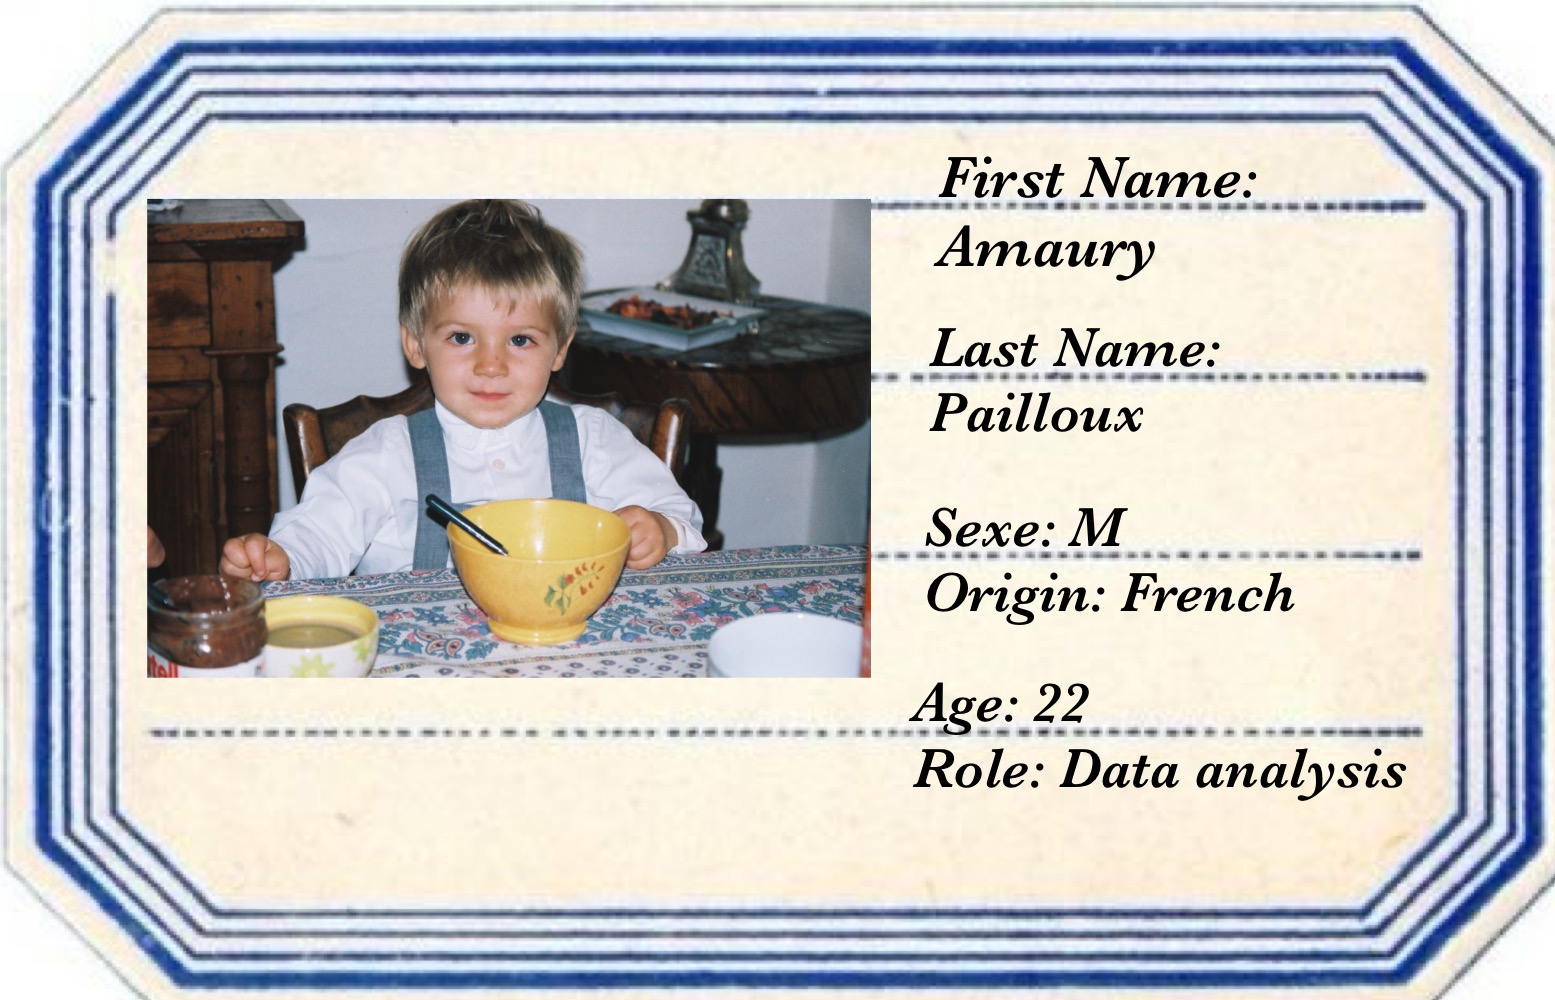 First Name:
Amaury
Last Name:
Pailloux
Sexe: M
Origin: French
Age: 22
Role: Data analysis